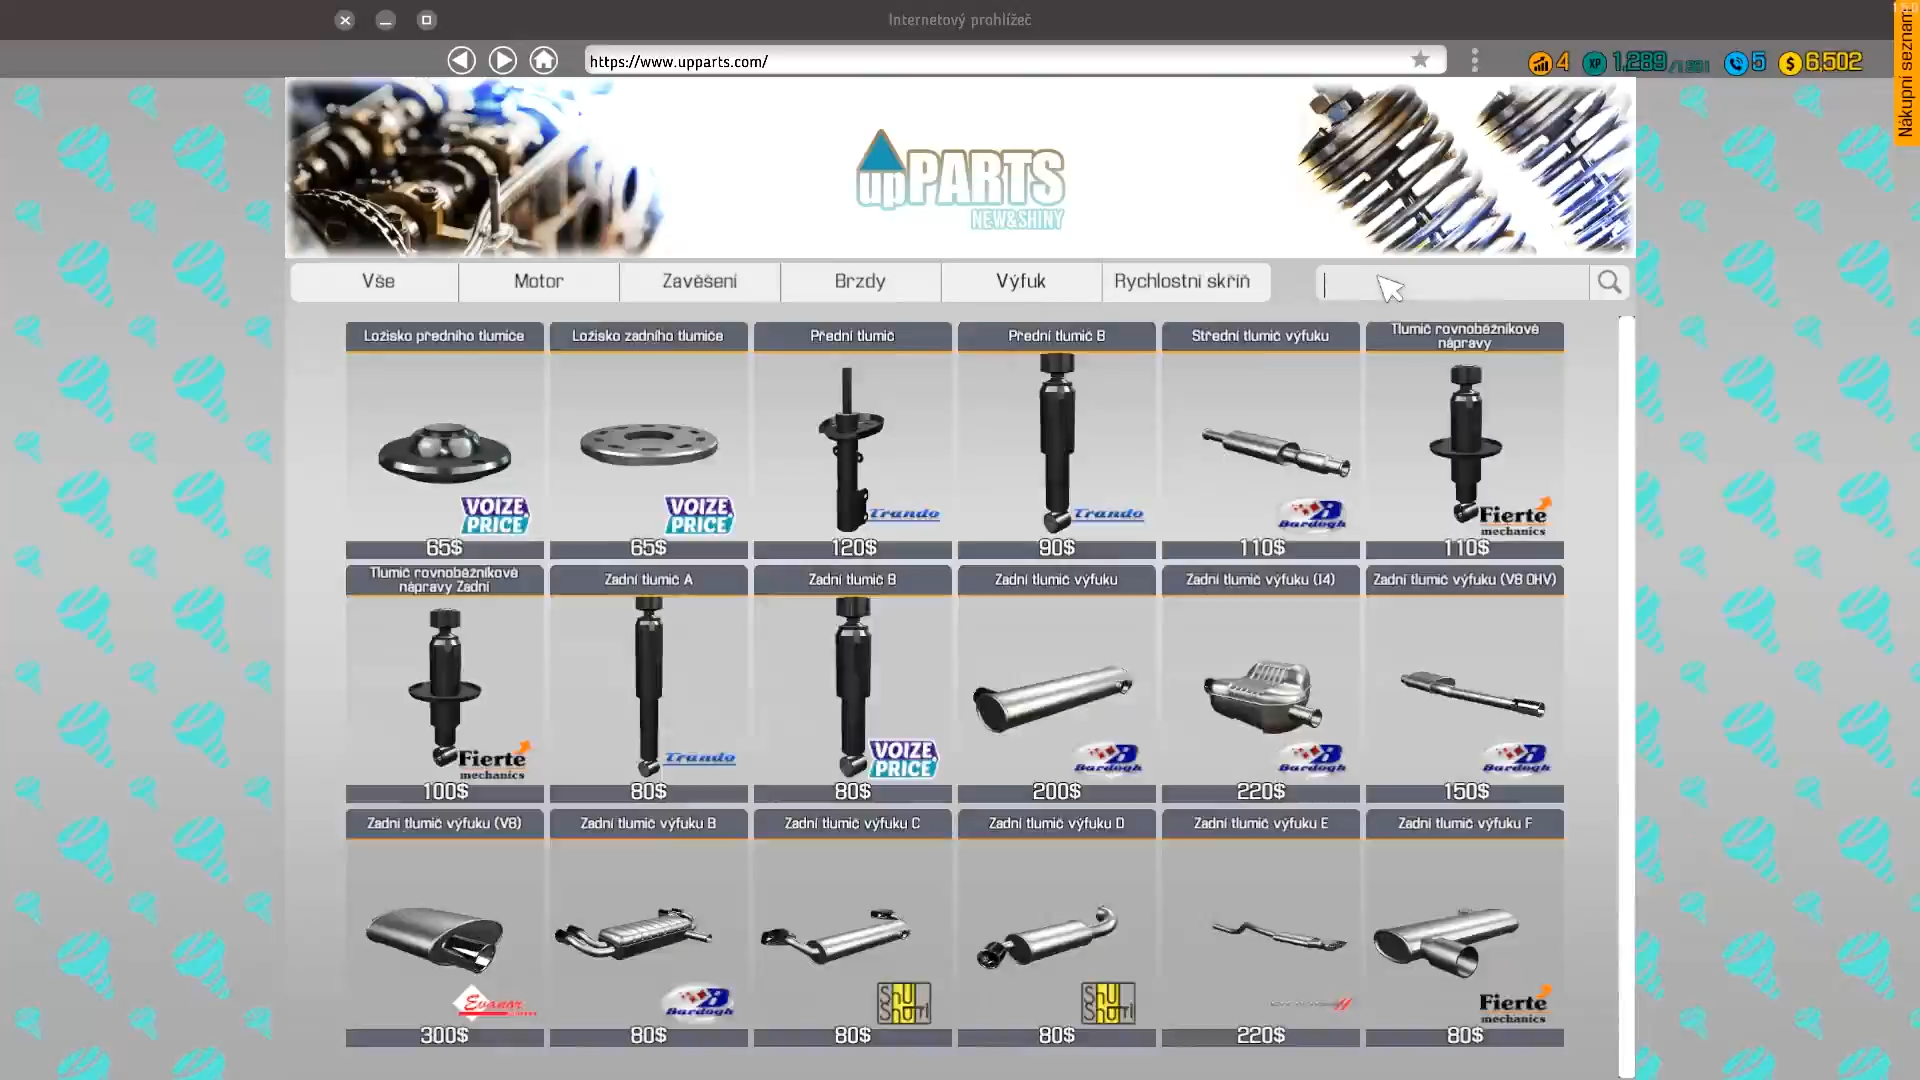 Internetový prohlížeč
https://www.upparts.com/
4 XP 1,289 5 $ 6,502
Nákupní seznam
upPARTS
NEW&SHINY
Vše Motor Zavěšení Brzdy Výfuk Rychlostní skříň
Ložisko předního tlumiče Ložisko zadního tlumiče Přední tlumič Přední tlumič B Střední tlumič výfuku Tlumič rovnoběžníkové
nápravy
VOIZE VOIZE Trando Trando Bardogh Fierte
PRICE PRICE mechanics
65$ 65$ 120$ 90$ 110$ 110$
Tlumič rovnoběžníkové Zadní tlumič A Zadní tlumič B Zadní tlumič výfuku Zadní tlumič výfuku (I4) Zadní tlumič výfuku (V8 OHV)
nápravy Zadní
Fierte Trando VOIZE Bardogh Bardogh Bardogh
mechanics PRICE
100$ 80$ 80$ 200$ 220$ 150$
Zadní tlumič výfuku (V8) Zadní tlumič výfuku B Zadní tlumič výfuku C Zadní tlumič výfuku D Zadní tlumič výfuku E Zadní tlumič výfuku F
Evanor Bardogh Fierte
mechanics
300$ 80$ 80$ 80$ 220$ 80$